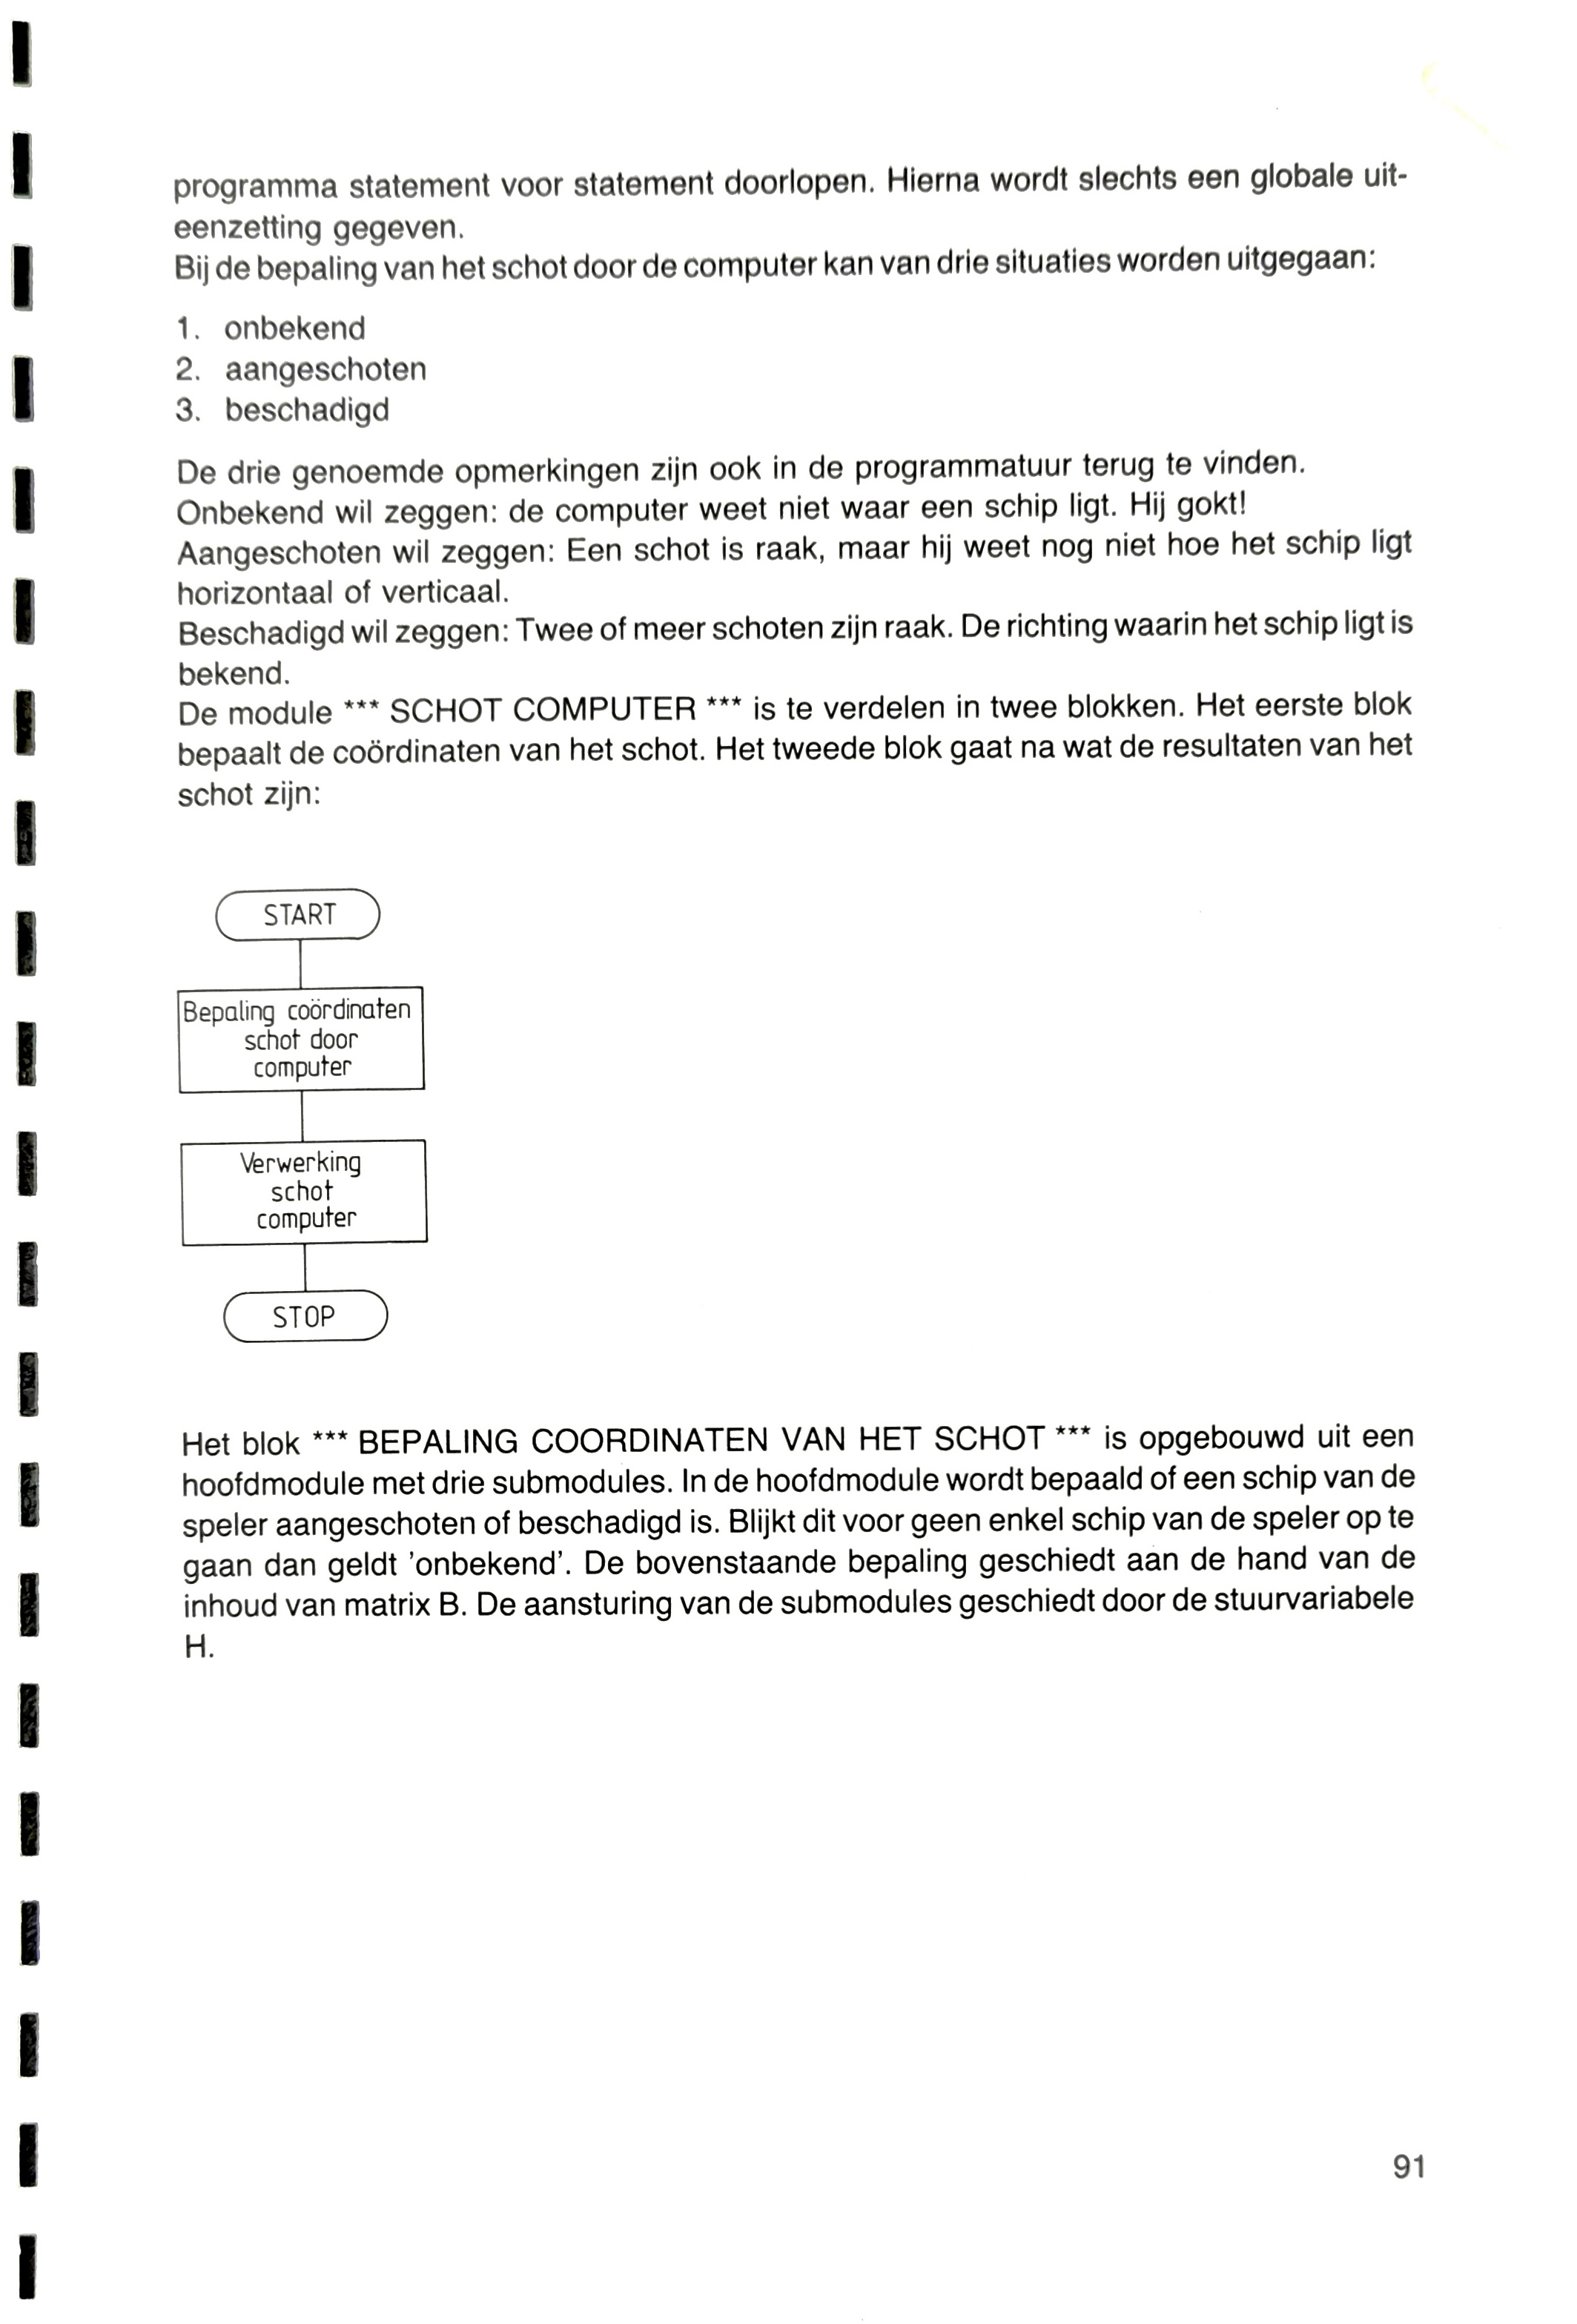 programma statement voor statement doorlopen. Hierna wordt slechts een globale uit-
eenzetting gegeven.
Bij de bepaling van het schot door de computer kan van drie situaties worden uitgegaan:
1. onbekend
2. aangeschoten
3. beschadigd
De drie genoemde opmerkingen zijn ook in de programmatuur terug te vinden.
Onbekend wil zeggen: de computer weet niet waar een schip ligt. Hij gokt!
Aangeschoten wil zeggen: Een schot is raak, maar hij weet nog niet hoe het schip ligt
horizontaal of verticaal.
Beschadigd wil zeggen: Twee of meer schoten zijn raak. De richting waarin het schip ligt is
bekend.
De module *** SCHOT COMPUTER *** is te verdelen in twee blokken. Het eerste blok
bepaalt de coördinaten van het schot. Het tweede blok gaat na wat de resultaten van het
schot zijn:
START
Bepaling coördinaten
schot door
computer
Verwerking
schot
computer
STOP
Het blok *** BEPALING COORDINATEN VAN HET SCHOT *** is opgebouwd uit een
hoofdmodule met drie submodules. In de hoofdmodule wordt bepaald of een schip van de
speler aangeschoten of beschadigd is. Blijkt dit voor geen enkel schip van de speler op te
gaan dan geldt 'onbekend'. De bovenstaande bepaling geschiedt aan de hand van de
inhoud van matrix B. De aansturing van de submodules geschiedt door de stuurvariabele
H.
91